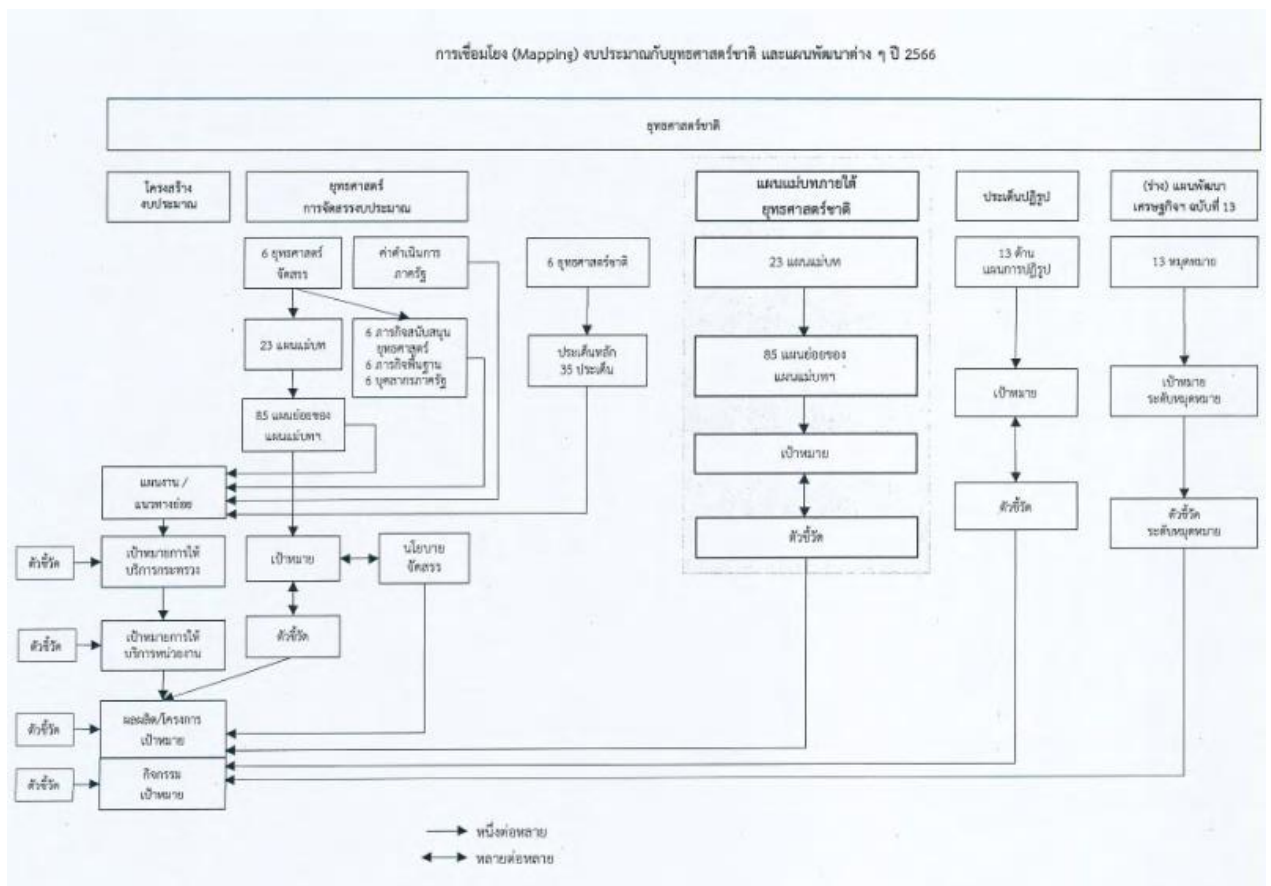 การเชื่อมโยง (Mapping) งบประมาณกับยุทธศาสตร์ชาติ และแผนพัฒนาต่าง ๆ ปี 2566
ยุทธศาสตร์ชาติ
โครงสร้าง
งบประมาณ
ยุทธศาสตร์
การจัดสรรงบประมาณ
แผนแม่บทภายใต้
ยุทธศาสตร์ชาติ
ประเด็นปฏิรูป
(ร่าง) แผนพัฒนา
เศรษฐกิจฯ ฉบับที่ 13
6 ยุทธศาสตร์
จัดสรร
ค่าดำเนินการ
ภาครัฐ
6 ยุทธศาสตร์ชาติ
23 แผนแม่บท
13 ด้าน
แผนการปฏิรูป
13 หมุดหมาย
23 แผนแม่บท
6 ภารกิจสนับสนุน
ยุทธศาสตร์
6 ภารกิจพื้นฐาน
6 บุคลากรภาครัฐ
ประเด็นหลัก
35 ประเด็น
85 แผนย่อยของ
แผนแม่บทฯ
เป้าหมาย
เป้าหมาย
ระดับหมุดหมาย
85 แผนย่อยของ
แผนแม่บทฯ
เป้าหมาย
แผนงาน /
แนวทางย่อย
ตัวชี้วัด
ตัวชี้วัด
ตัวชี้วัด
ระดับหมุดหมาย
ตัวชี้วัด
เป้าหมายการให้
บริการกระทรวง
เป้าหมาย
นโยบาย
จัดสรร
ตัวชี้วัด
เป้าหมายการให้
บริการหน่วยงาน
ตัวชี้วัด
ตัวชี้วัด
ผลผลิต/โครงการ
เป้าหมาย
ตัวชี้วัด
กิจกรรม
เป้าหมาย
หนึ่งต่อหลาย
หลายต่อหลาย